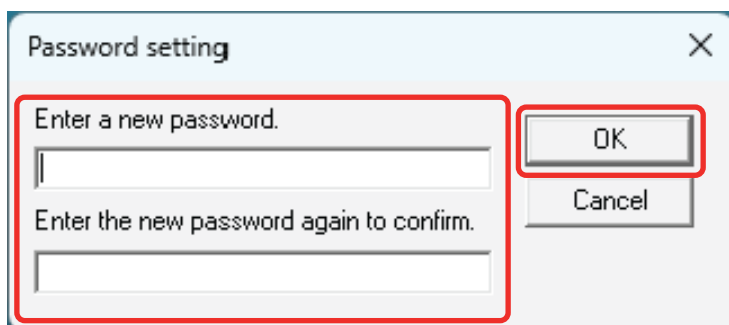 Password setting
Enter a new password.
OK
Enter the new password again to confirm.
Cancel